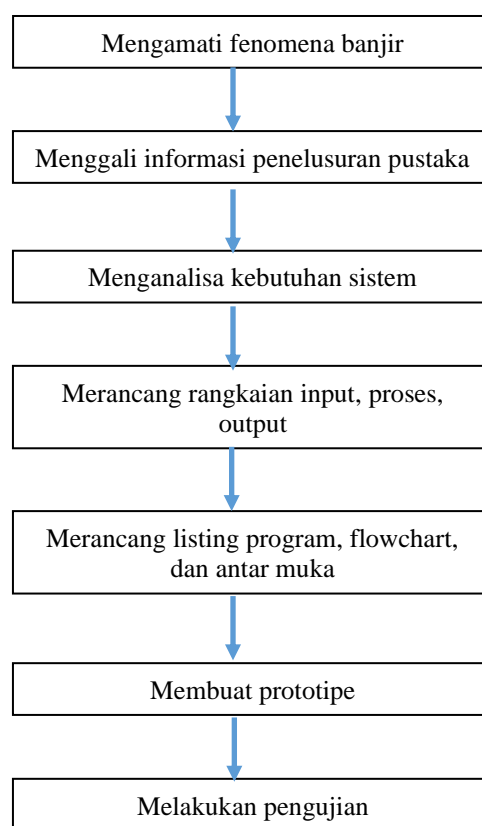 Mengamati fenomena banjir
Menggali informasi penelusuran pustaka
Menganalisa kebutuhan sistem
Merancang rangkaian input, proses,
output
Merancang listing program, flowchart,
dan antar muka
Membuat prototipe
Melakukan pengujian